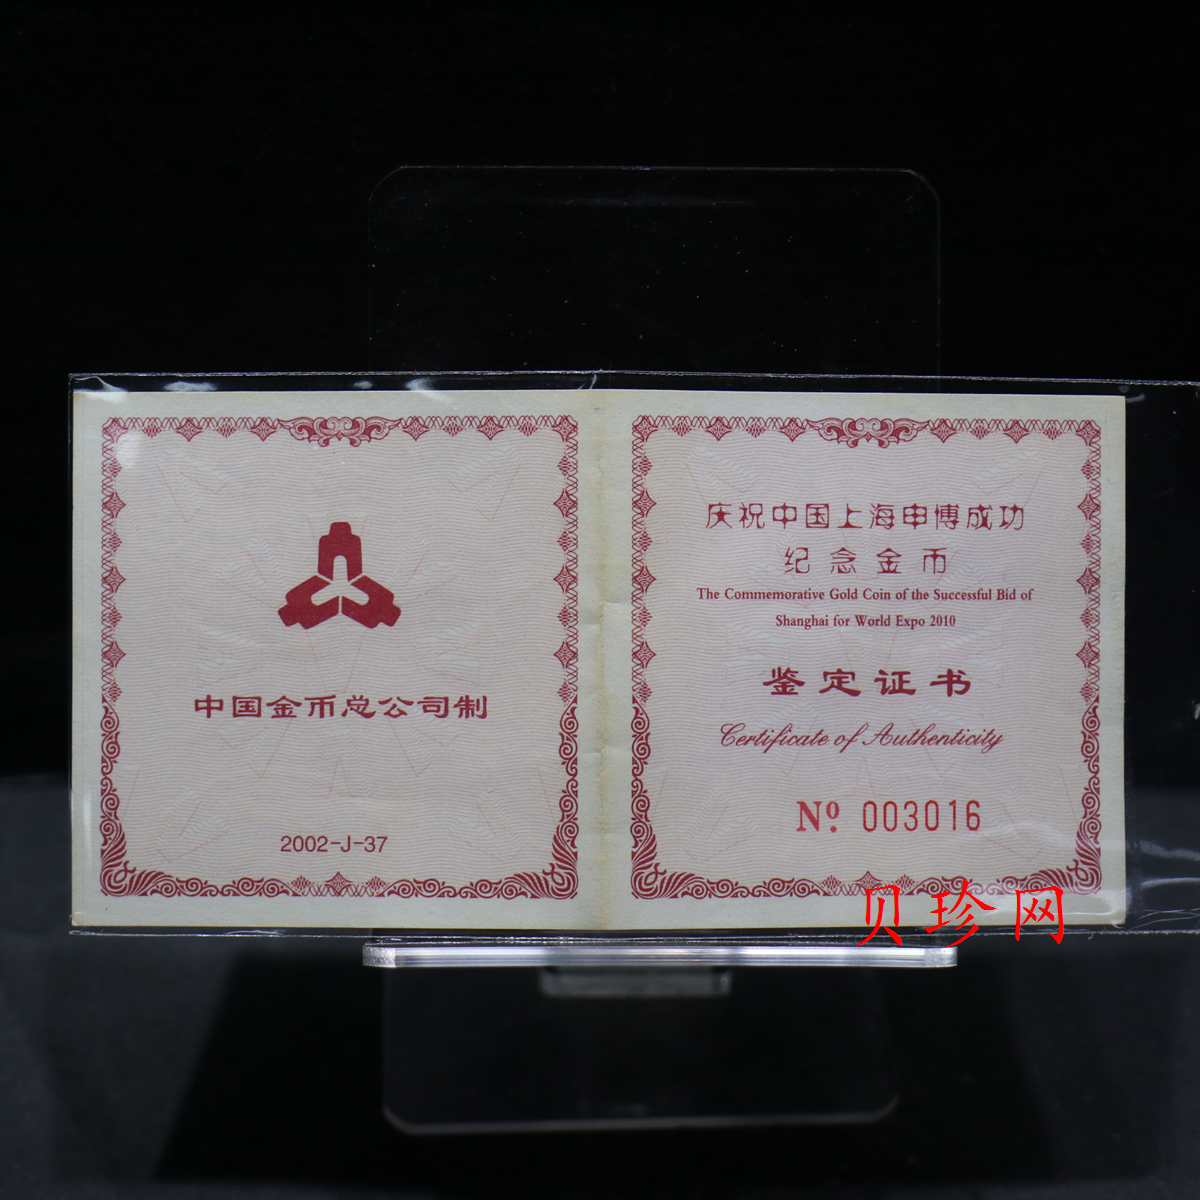 中国金币总公司制
2002-J-37
庆祝中国上海申博成功
纪念金币
The Commemorative Gold Coin of the Successful Bid of
Shanghai for World Expo 2010
鉴定证书
Certificate of Authenticity
Nº 003016
贝珍网